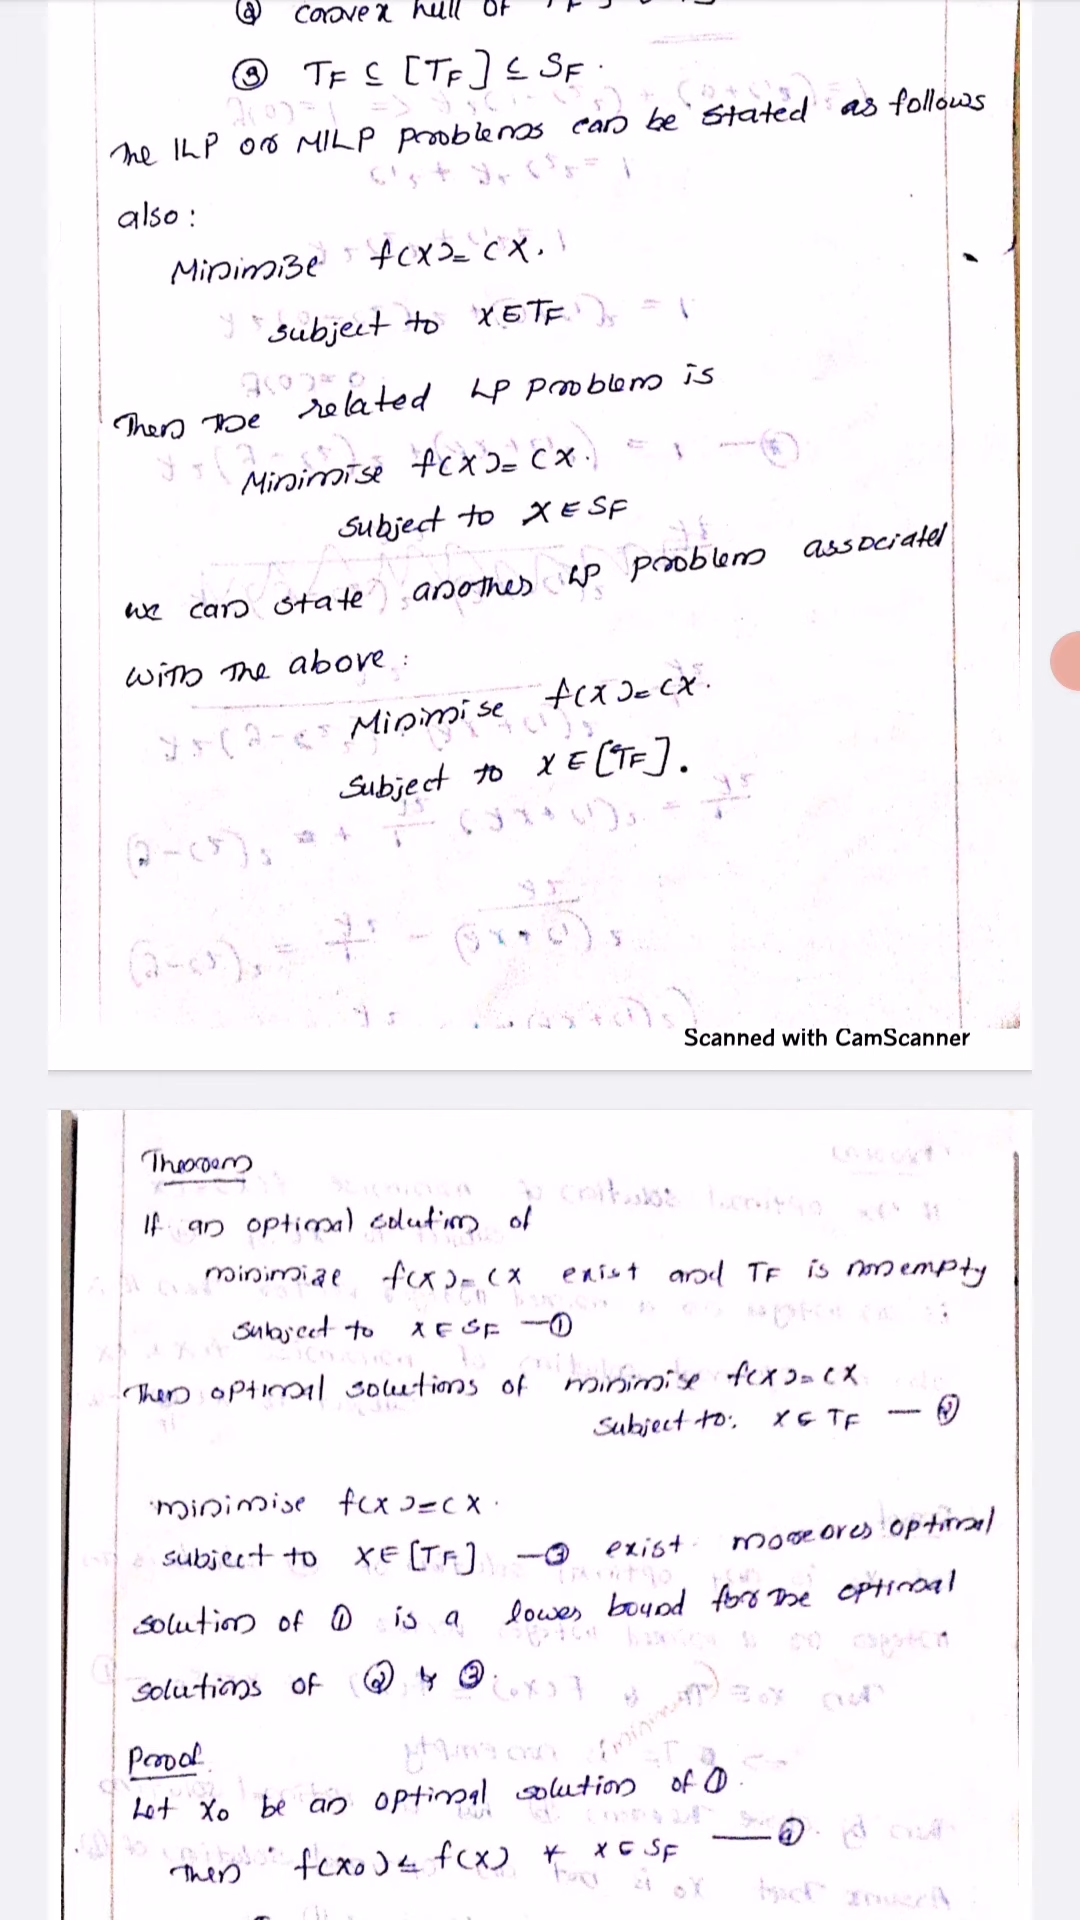 ② convex hull of
③ TF ⊆ [TF] ⊆ SF.
The ILP or MILP problems can be stated as follows
also:
Minimize f(X) = CX.
subject to X ∈ TF
Then the related LP problem is
Minimise f(X) = CX.
subject to X ∈ SF
we can state another LP problem associated
with the above:
Minimise f(X) = CX.
subject to X ∈ [TF].
Scanned with CamScanner
Theorem
If an optimal solution of
minimize f(X) = CX exist and TF is nonempty
subject to X ∈ SF —①
Then optimal solutions of minimise f(X) = CX
subject to: X ∈ TF —②
minimise f(X) = CX.
subject to X ∈ [TF] —③ exist. moreover optimal
solution of ① is a lower bound for the optimal
solutions of ② & ③.
Proof
Let X0 be an optimal solution of ①.
Then f(X0) ≤ f(X) ∀ X ∈ SF